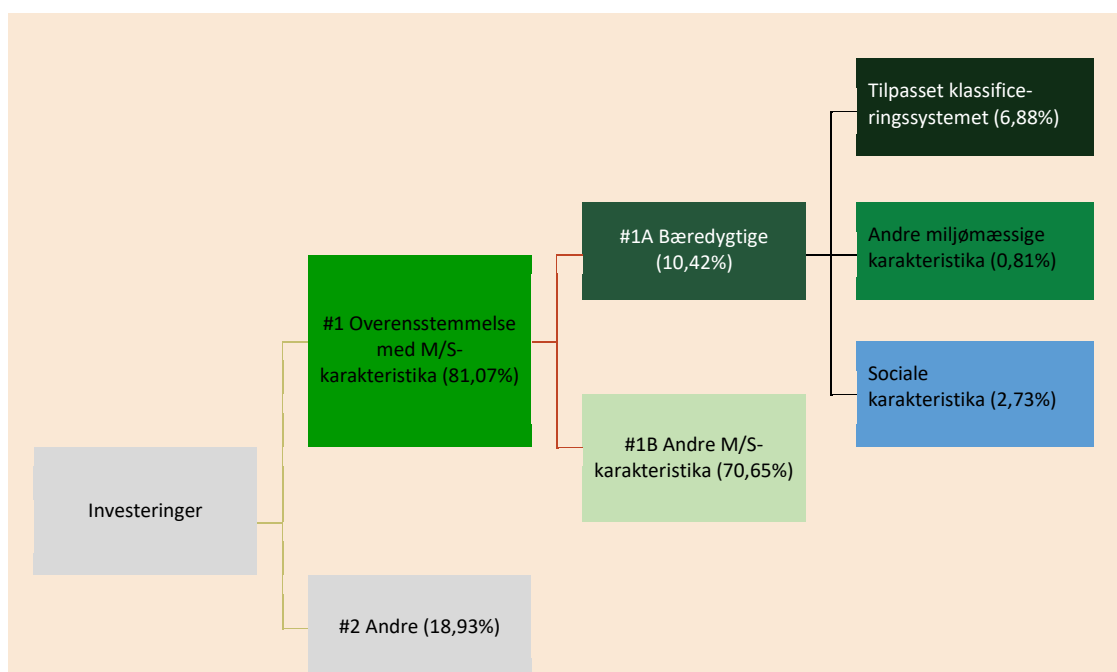 Tilpasset klassifice-
ringssystemet (6,88%)
#1A Bæredygtige
(10,42%)
Andre miljømæssige
karakteristika (0,81%)
#1 Overensstemmelse
med M/S-
karakteristika (81,07%)
Sociale
karakteristika (2,73%)
#1B Andre M/S-
karakteristika (70,65%)
Investeringer
#2 Andre (18,93%)